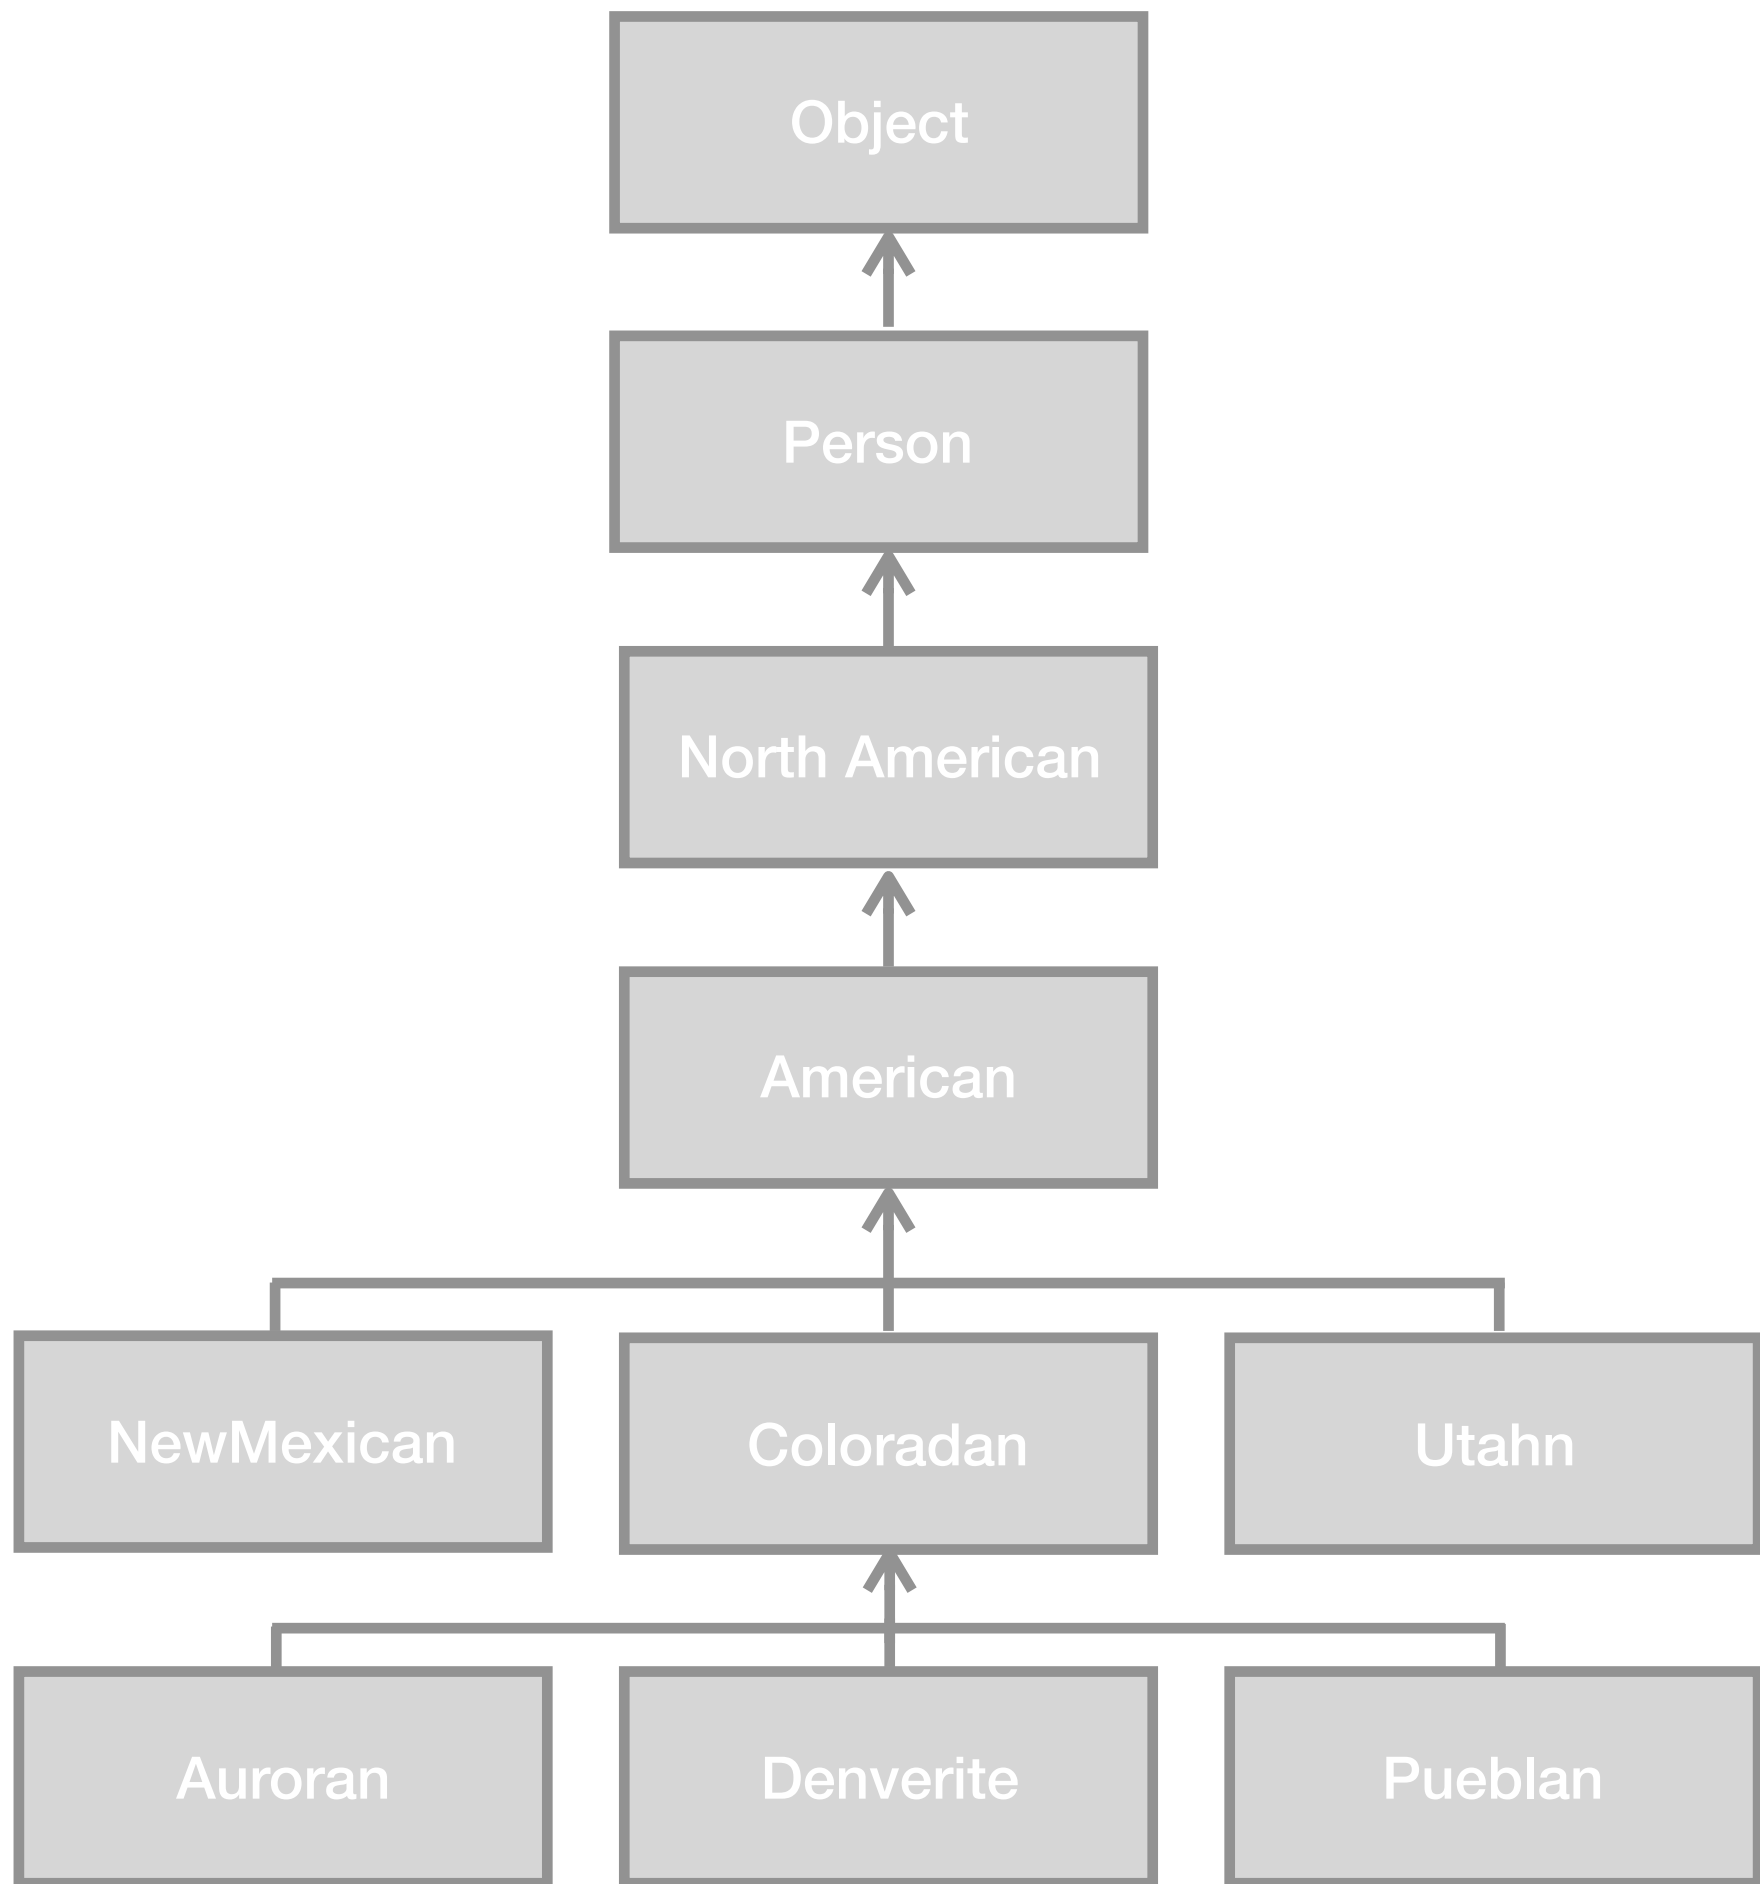 Object
Person
North American
American
NewMexican
Coloradan
Utahn
Auroran
Denverite
Pueblan